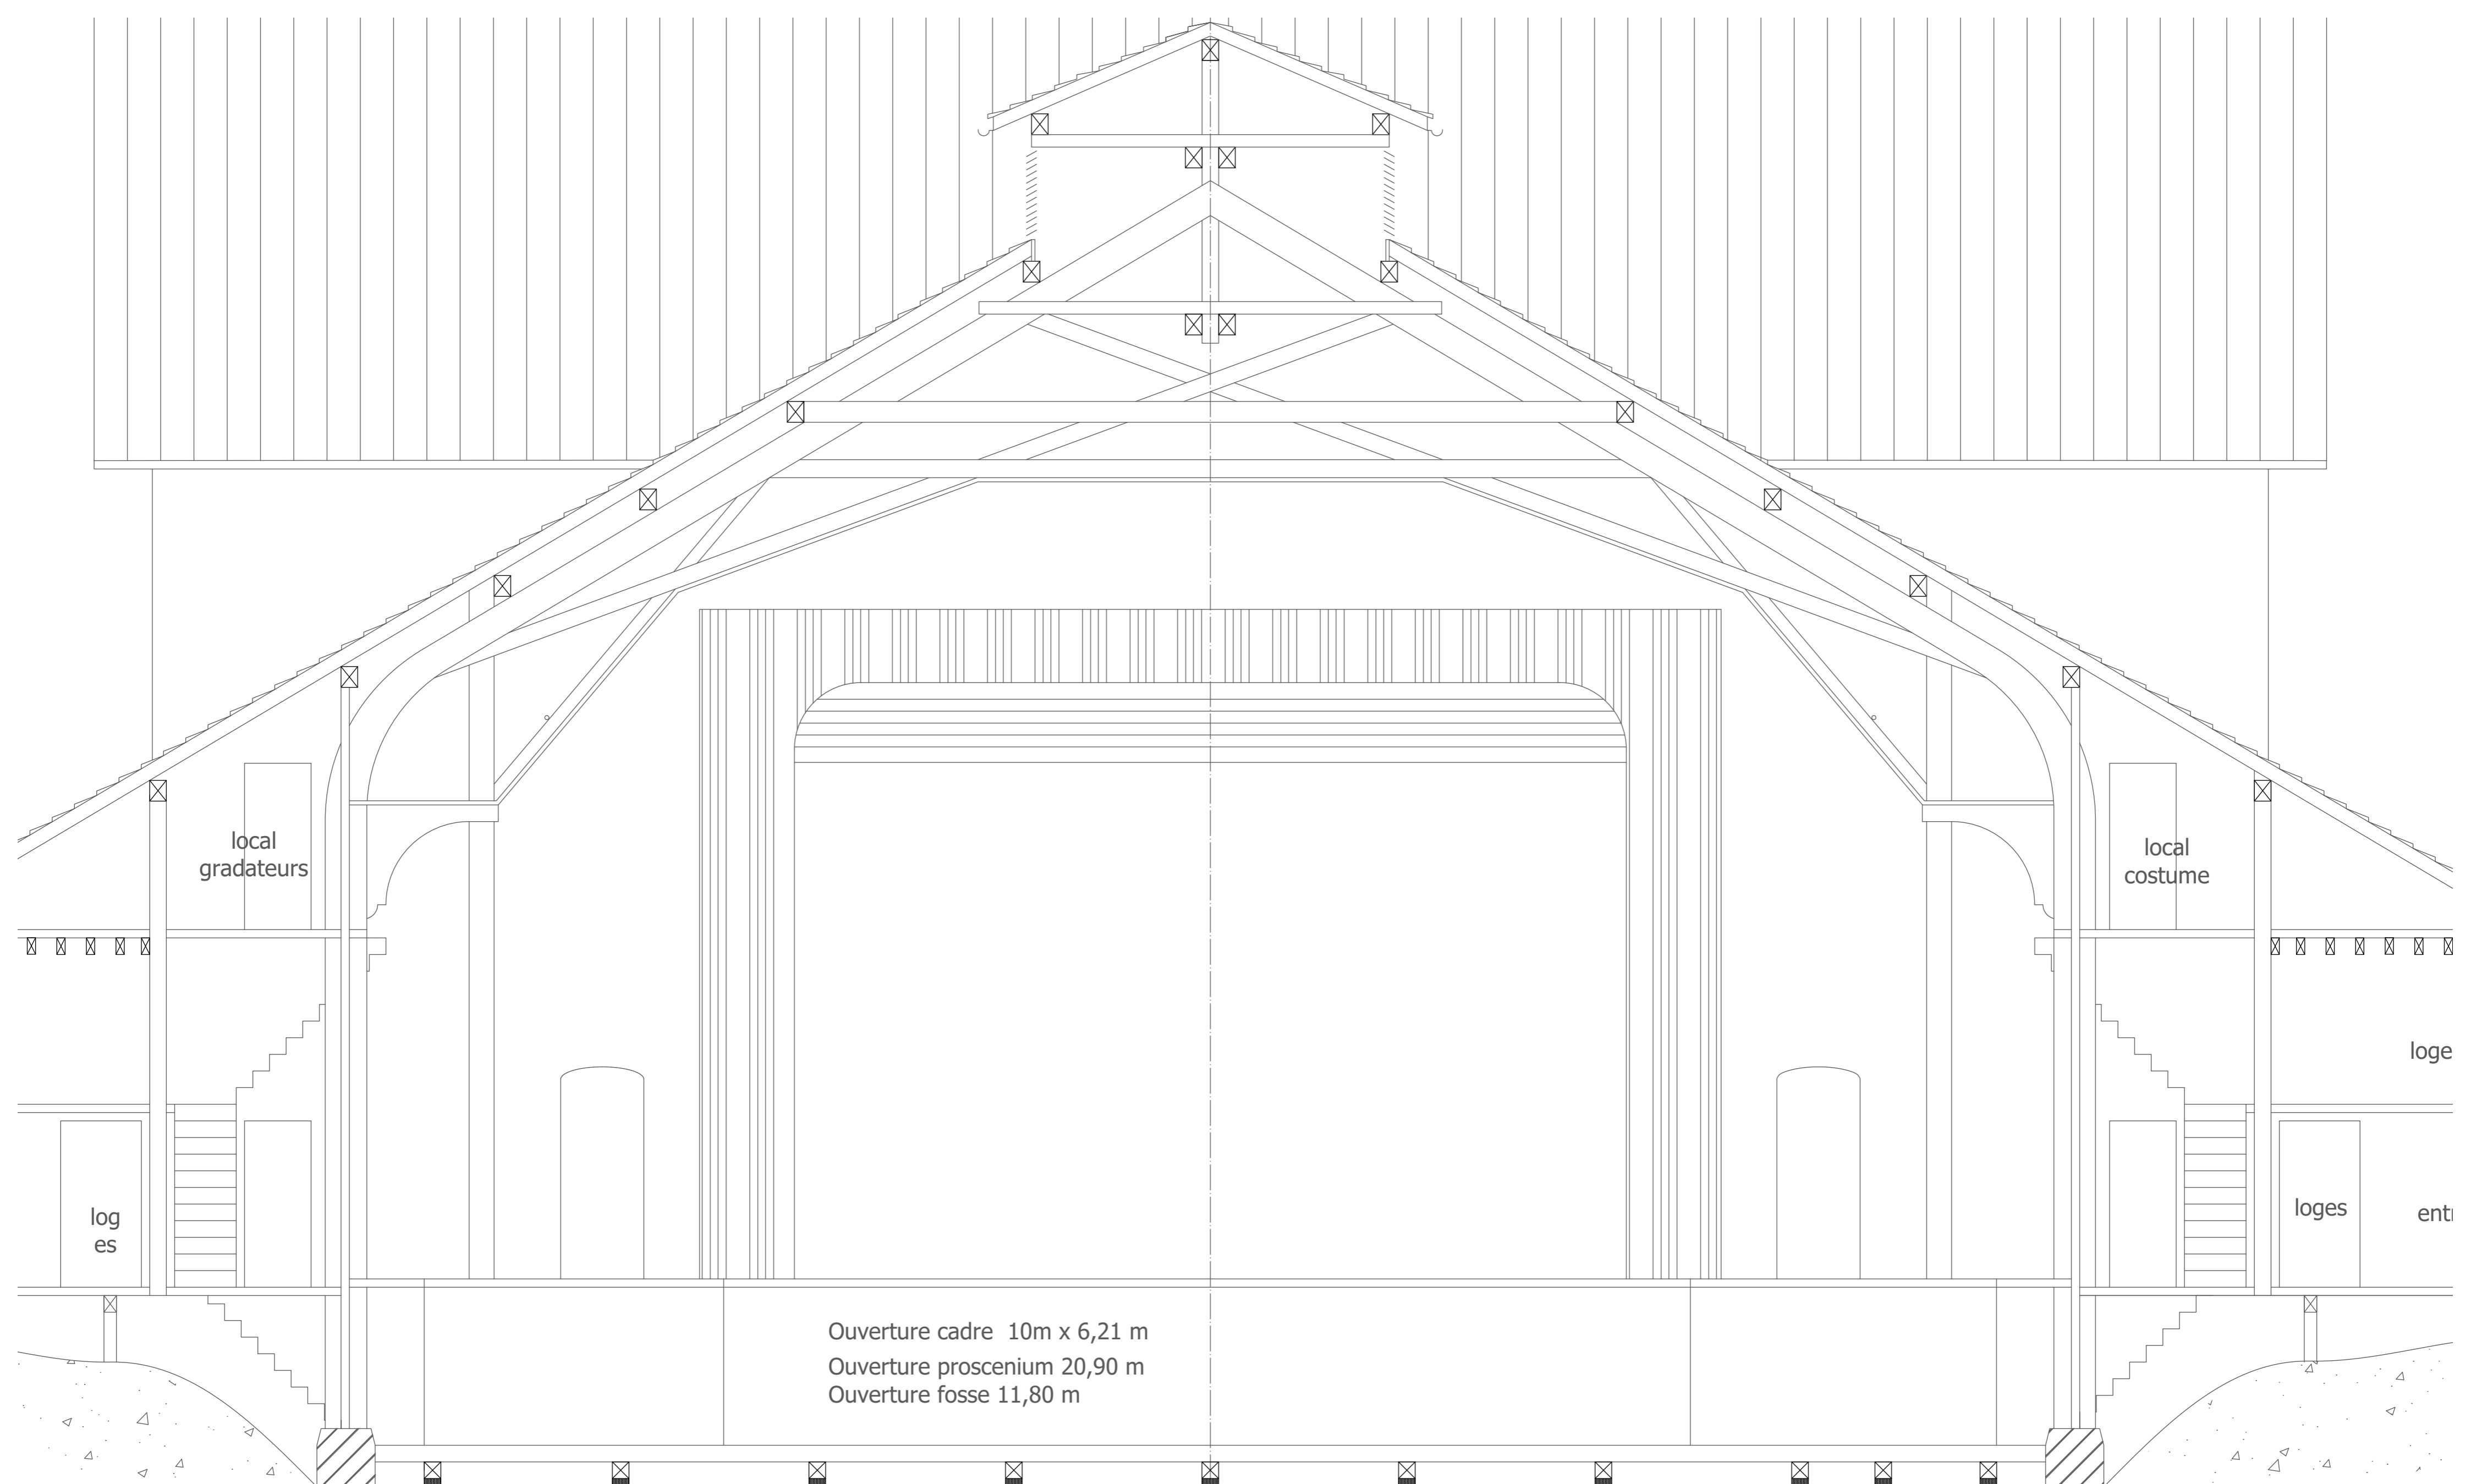 local
gradateurs
local
costume
loge
log
es
loges
entr
Ouverture cadre 10m x 6,21 m
Ouverture proscenium 20,90 m
Ouverture fosse 11,80 m